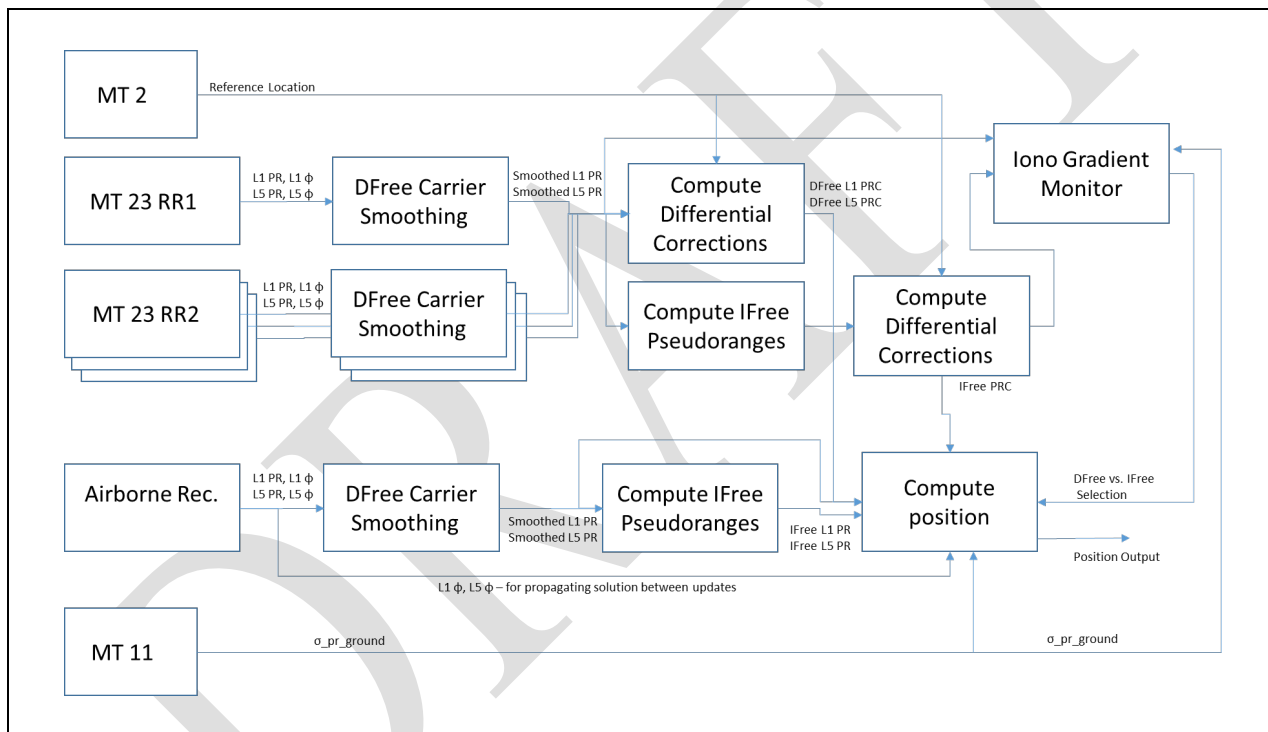 DRAFT
MT 2
Reference Location
MT 23 RR1
L1 PR, L1 ϕ
L5 PR, L5 ϕ
DFree Carrier
Smoothing
Smoothed L1 PR
Smoothed L5 PR
Compute
Differential
Corrections
DFree L1 PRC
DFree L5 PRC
Iono Gradient
Monitor
MT 23 RR2
L1 PR, L1 ϕ
L5 PR, L5 ϕ
DFree Carrier
Smoothing
Compute IFree
Pseudoranges
Compute
Differential
Corrections
IFree PRC
Airborne Rec.
L1 PR, L1 ϕ
L5 PR, L5 ϕ
DFree Carrier
Smoothing
Smoothed L1 PR
Smoothed L5 PR
Compute IFree
Pseudoranges
IFree L1 PR
IFree L5 PR
Compute
position
DFree vs. IFree
Selection
Position Output
L1 ϕ, L5 ϕ – for propagating solution between updates
MT 11
σ_pr_ground
σ_pr_ground